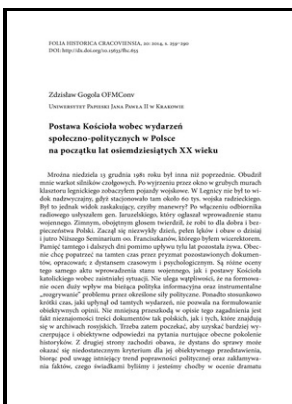 FOLIA HISTORICA CRACOVIENSIA, 20: 2014, s. 259–290
DOI: http://dx.doi.org/10.15633/fhc.653
Zdzisław Gogola OFMConv
Uniwersytet Papieski Jana Pawła II w Krakowie
Postawa Kościoła wobec wydarzeń
społeczno-politycznych w Polsce
na początku lat osiemdziesiątych XX wieku
Mroźna niedziela 13 grudnia 1981 roku był inna niż poprzednie. Obudził
mnie warkot silników czołgowych. Po wyjrzeniu przez okno w grubych murach
klasztoru legnickiego zobaczyłem pojazdy wojskowe. W Legnicy nie był to wi-
dok nadzwyczajny, gdyż stacjonowało tam około 60 tys. wojska radzieckiego.
Był to jednak widok zaskakujący, czyżby manewry? Po włączeniu odbiornika
radiowego usłyszałem gen. Jaruzelskiego, który ogłaszał wprowadzenie stanu
wojennego. Zimnym, obojętnym głosem twierdził, że robi to dla dobra i bez-
pieczeństwa Polski. Zaczął się niezwykły dzień, pełen lęków i obaw o dzisiaj
i jutro Niższego Seminarium oo. Franciszkanów, którego byłem wicerektorem.
Pamięć tamtego i dalszych dni pomimo upływu tylu lat pozostała żywa. Obec-
nie chcę popatrzeć na tamten czas przez pryzmat pozostawionych dokumen-
tów, opracowań; z dystansem czasowym i psychologicznym. Są różne oceny
tego samego aktu wprowadzenia stanu wojennego, jak i postawy Kościoła
katolickiego wobec zaistniałej sytuacji. Nie ulega wątpliwości, że na formowa-
nie ocen duży wpływ ma bieżąca polityka informacyjna oraz instrumentalne
„rozgrywanie” problemu przez określone siły polityczne. Ponadto stosunkowo
krótki czas, jaki upłynął od tamtych wydarzeń, nie pozwala na formułowanie
obiektywnych opinii. Nie mniejszą przeszkodą w opisie tego zagadnienia jest
fakt nieznajomości treści dokumentów tak polskich, jak i tych, które znajdują
się w archiwach rosyjskich. Trzeba zatem poczekać, aby uzyskać bardziej wy-
czerpujące i obiektywne odpowiedzi na pytania nurtujące obecne pokolenie
historyków. Z drugiej strony zachodzi obawa, że dystans do sprawy może
okazać się niedostatecznym kryterium dla jej obiektywnego przedstawienia,
biorąc pod uwagę istniejący trend poprawności politycznej oraz zakłamywa-
nia faktów, czego świadkami byliśmy i jesteśmy choćby w ocenie dramatu